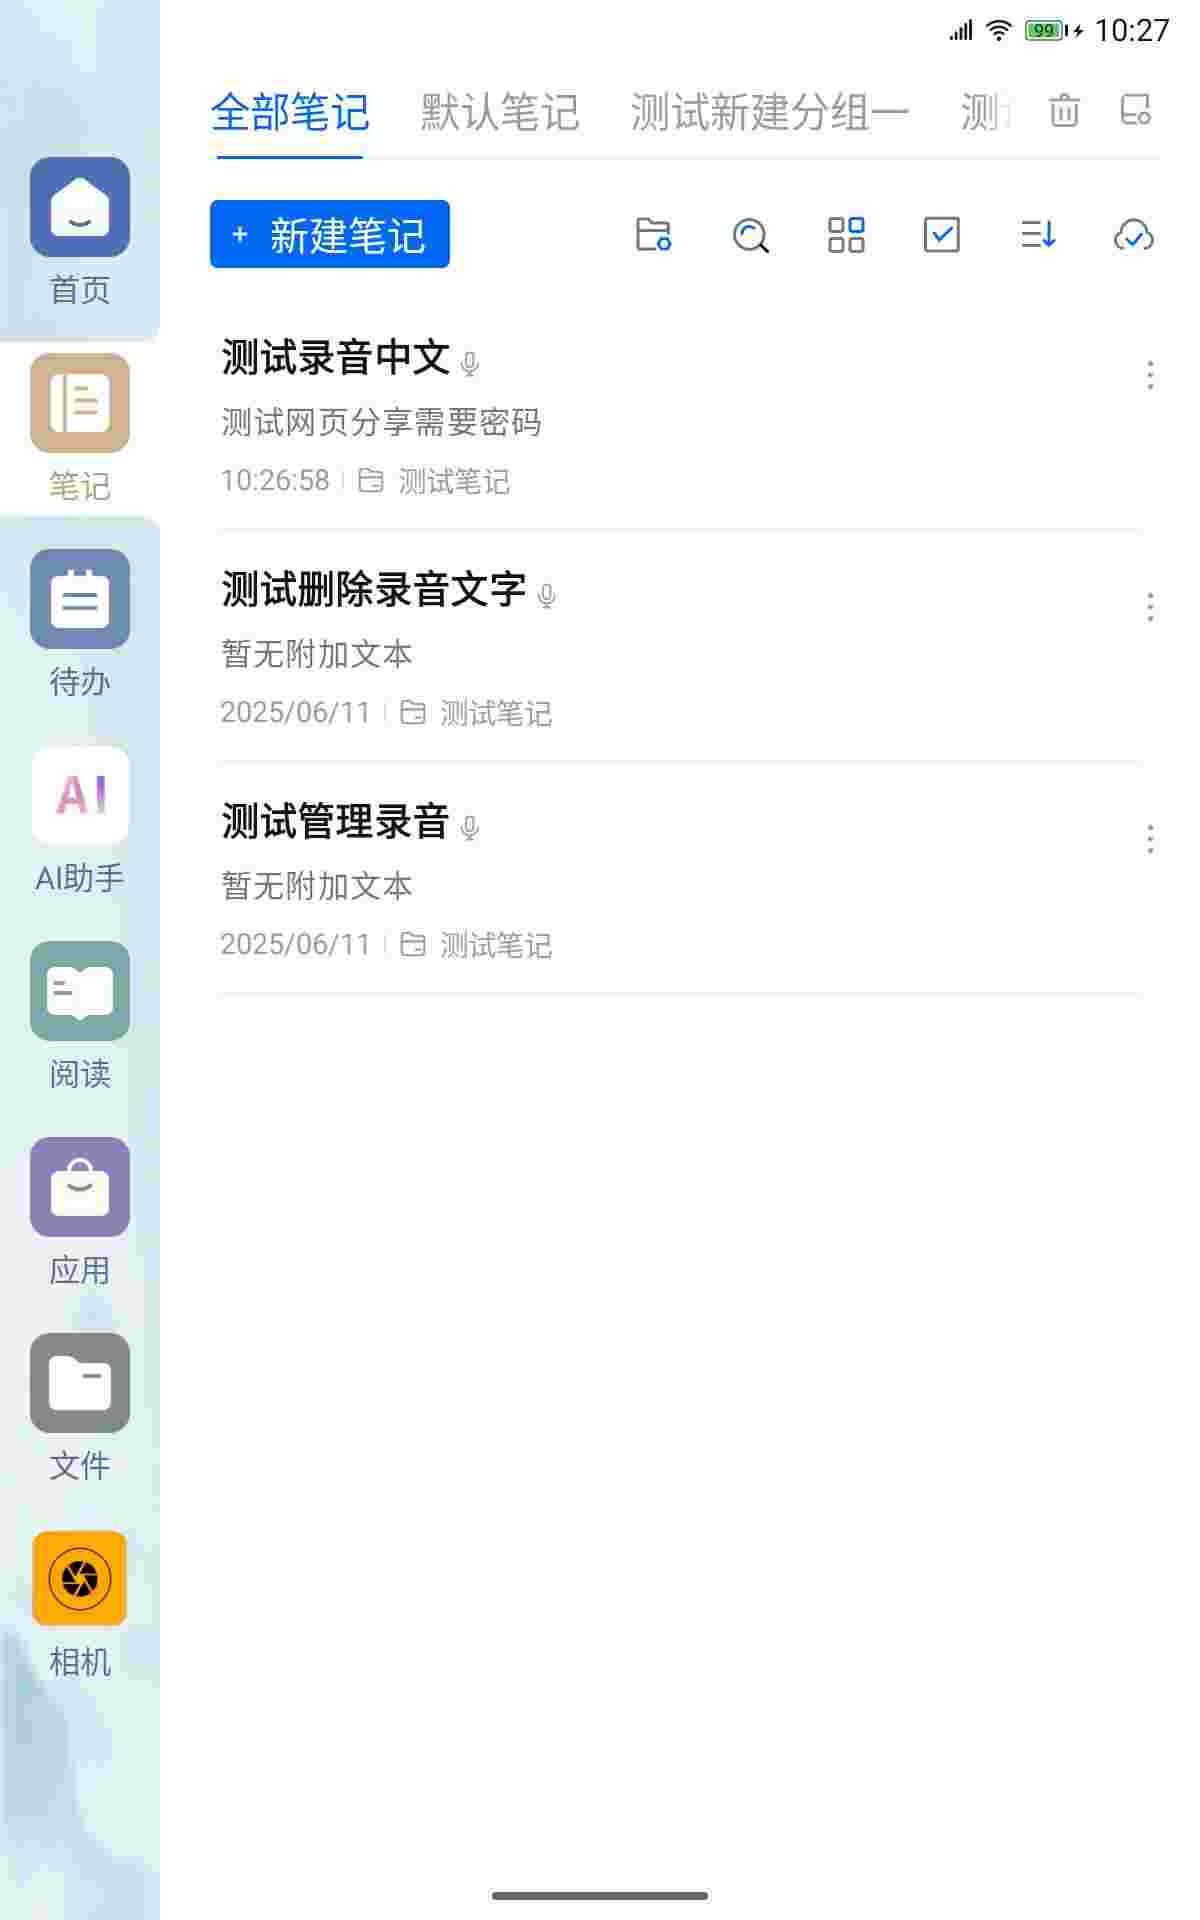 99 10:27
全部笔记 默认笔记 测试新建分组一 测
首页
+ 新建笔记
笔记
待办
AI
AI助手
阅读
应用
文件
相机
测试录音中文
测试网页分享需要密码
10:26:58 测试笔记
测试删除录音文字
暂无附加文本
2025/06/11 测试笔记
测试管理录音
暂无附加文本
2025/06/11 测试笔记